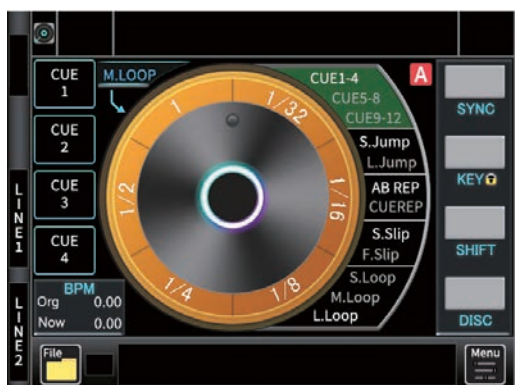 A
CUE
1
CUE
2
CUE
3
CUE
4
M.LOOP
1
1/32
1/16
1/8
1/4
1/2
CUE1-4
CUE5-8
CUE9-12
S.Jump
L.Jump
AB REP
CUEREP
S.Slip
F.Slip
S.Loop
M.Loop
L.Loop
SYNC
KEY
SHIFT
DISC
LINE1
LINE2
BPM
Org 0.00
Now 0.00
File
Menu